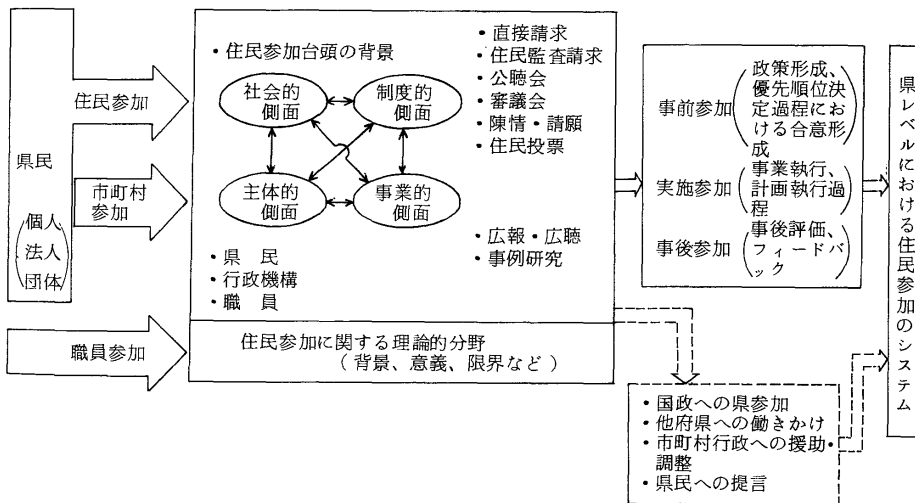 県民
(個人
法人
団体)
住民参加
市町村
参加
職員参加
・住民参加台頭の背景
社会的
側面
制度的
側面
主体的
側面
事業的
側面
・県 民
・行政機構
・職 員
・直接請求
・住民監査請求
・公聴会
・審議会
・陳情・請願
・住民投票
・広報・広聴
・事例研究
住民参加に関する理論的分野
(背景、意義、限界など)
事前参加
(政策形成、
優先順位決
定過程にお
ける合意形
成)
実施参加
(事業執行、
計画執行過
程)
事後参加
(事後評価、
フィードバ
ック)
・国政への県参加
・他府県への働きかけ
・市町村行政への援助・
調整
・県民への提言
県レベルにおける住民参加のシステム